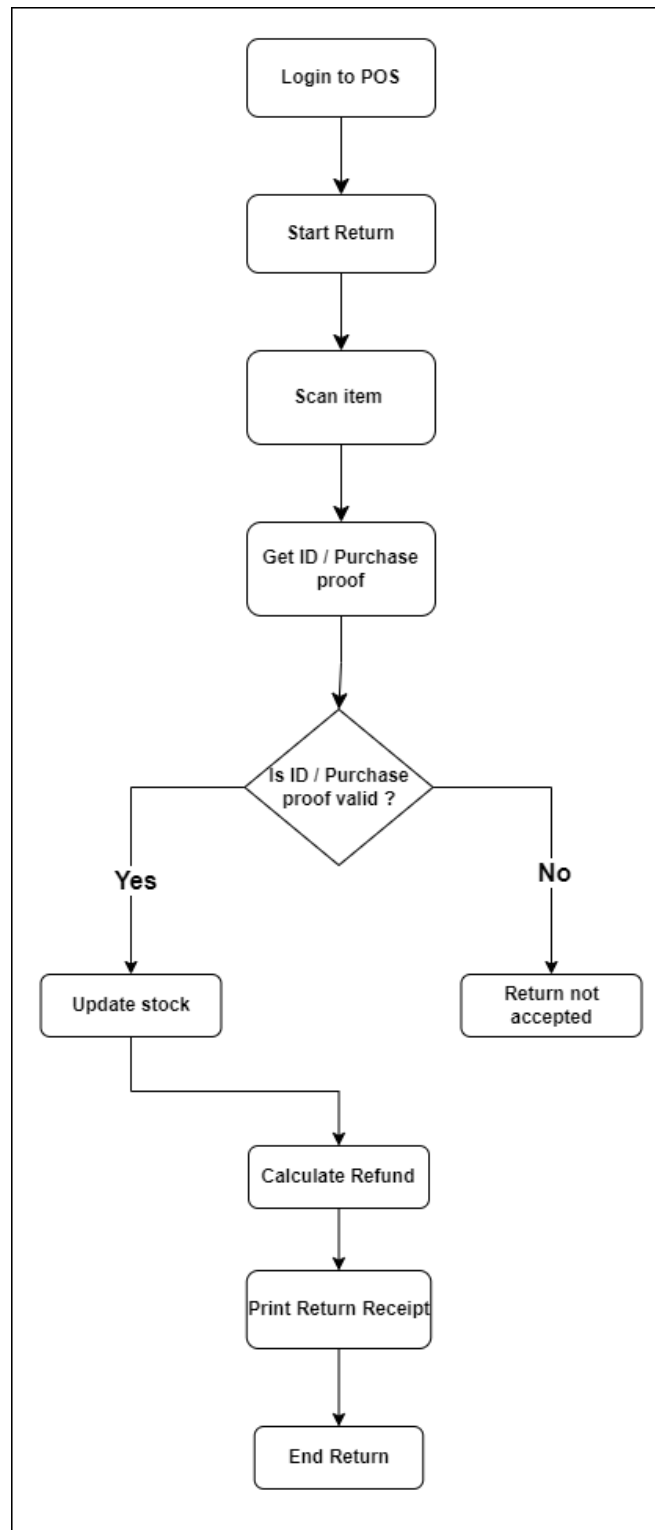 Login to POS
Start Return
Scan item
Get ID / Purchase
proof
Is ID / Purchase
proof valid ?
Yes
No
Update stock
Return not
accepted
Calculate Refund
Print Return Receipt
End Return